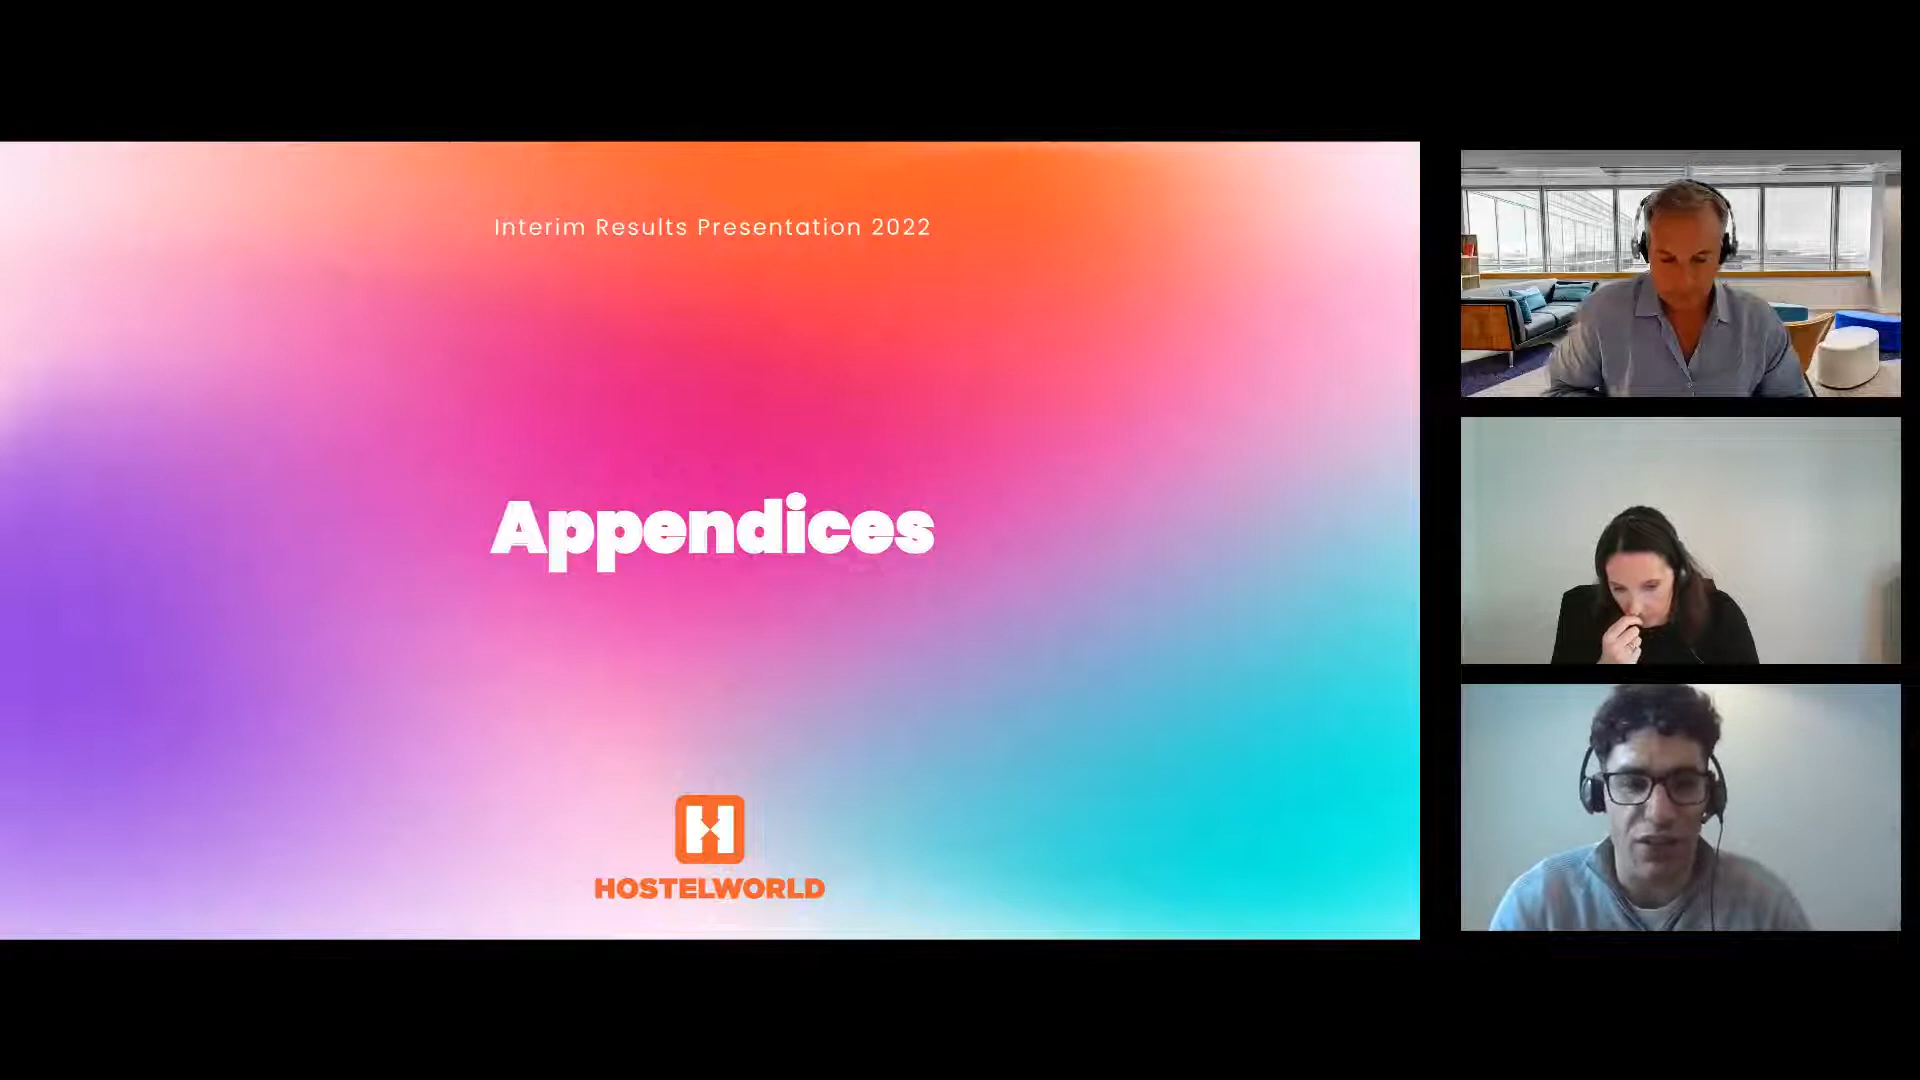 Interim Results Presentation 2022
Appendices
H
HOSTELWORLD